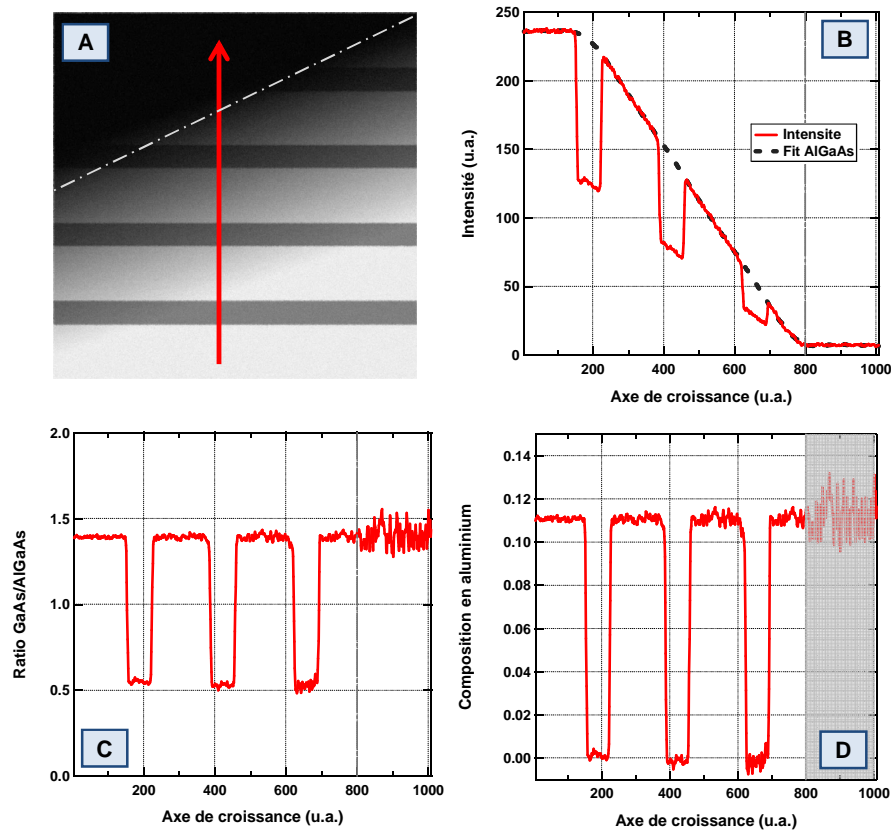 A
B
Intensité (u.a.)
250
200
150
100
50
0
Intensite
Fit AlGaAs
200
400
600
800
1000
Axe de croissance (u.a.)
C
Ratio GaAs/AlGaAs
2.0
1.5
1.0
0.5
0.0
200
400
600
800
1000
Axe de croissance (u.a.)
D
Composition en aluminium
0.14
0.12
0.10
0.08
0.06
0.04
0.02
0.00
200
400
600
800
1000
Axe de croissance (u.a.)